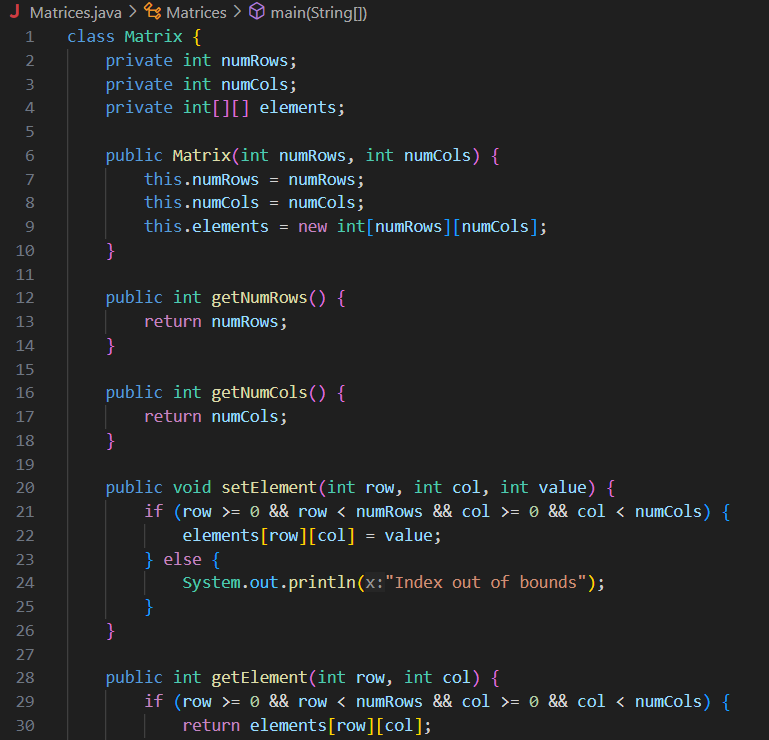 Matrices.java > Matrices > main(String[])
1 class Matrix {
2     private int numRows;
3     private int numCols;
4     private int[][] elements;
5
6     public Matrix(int numRows, int numCols) {
7         this.numRows = numRows;
8         this.numCols = numCols;
9         this.elements = new int[numRows][numCols];
10     }
11
12     public int getNumRows() {
13         return numRows;
14     }
15
16     public int getNumCols() {
17         return numCols;
18     }
19
20     public void setElement(int row, int col, int value) {
21         if (row >= 0 && row < numRows && col >= 0 && col < numCols) {
22             elements[row][col] = value;
23         } else {
24             System.out.println(x:"Index out of bounds");
25         }
26     }
27
28     public int getElement(int row, int col) {
29         if (row >= 0 && row < numRows && col >= 0 && col < numCols) {
30             return elements[row][col];